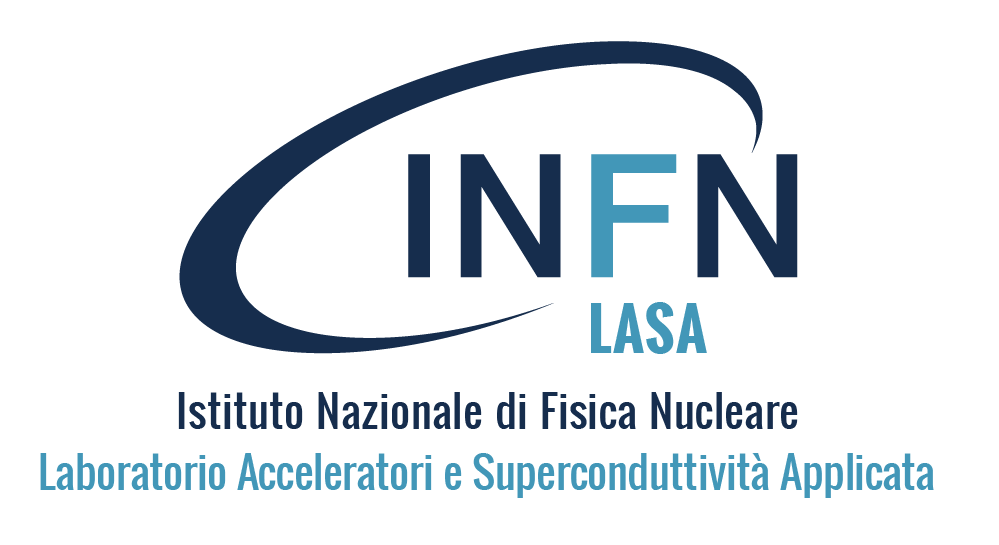 INFN
LASA
Istituto Nazionale di Fisica Nucleare
Laboratorio Acceleratori e Superconduttività Applicata